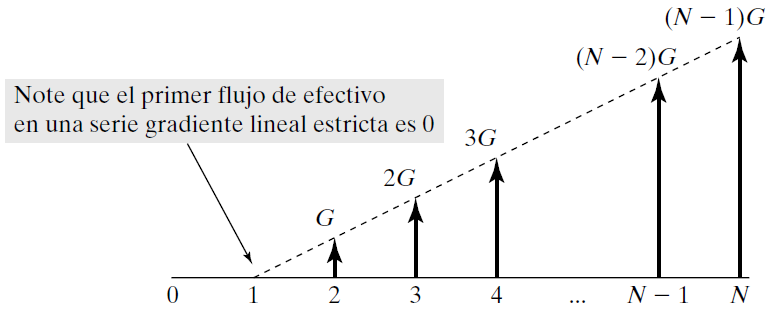 (N − 1)G
(N − 2)G
Note que el primer flujo de efectivo
en una serie gradiente lineal estricta es 0
3G
2G
G
0 1 2 3 4 ... N − 1 N